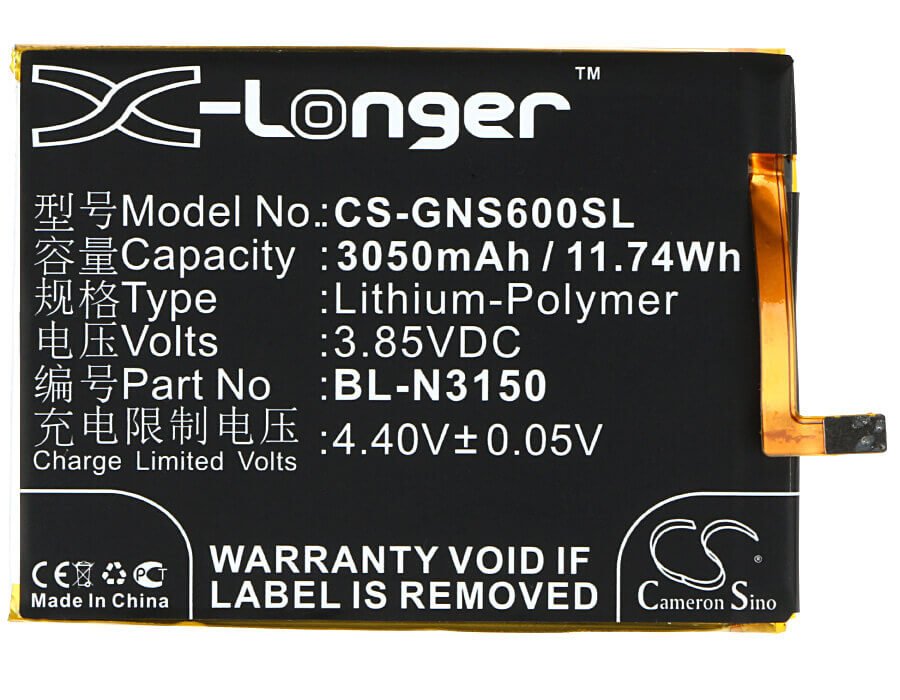 X-Longer™
型号Model No.:CS-GNS600SL
容量Capacity :3050mAh / 11.74Wh
规格Type :Lithium-Polymer
电压Volts :3.85VDC
编号Part No :BL-N3150
充电限制电压 :4.40V±0.05V
Charge Limited Volts
CE PCT
Made In China
WARRANTY VOID IF
LABEL IS REMOVED
CS®
Cameron Sino